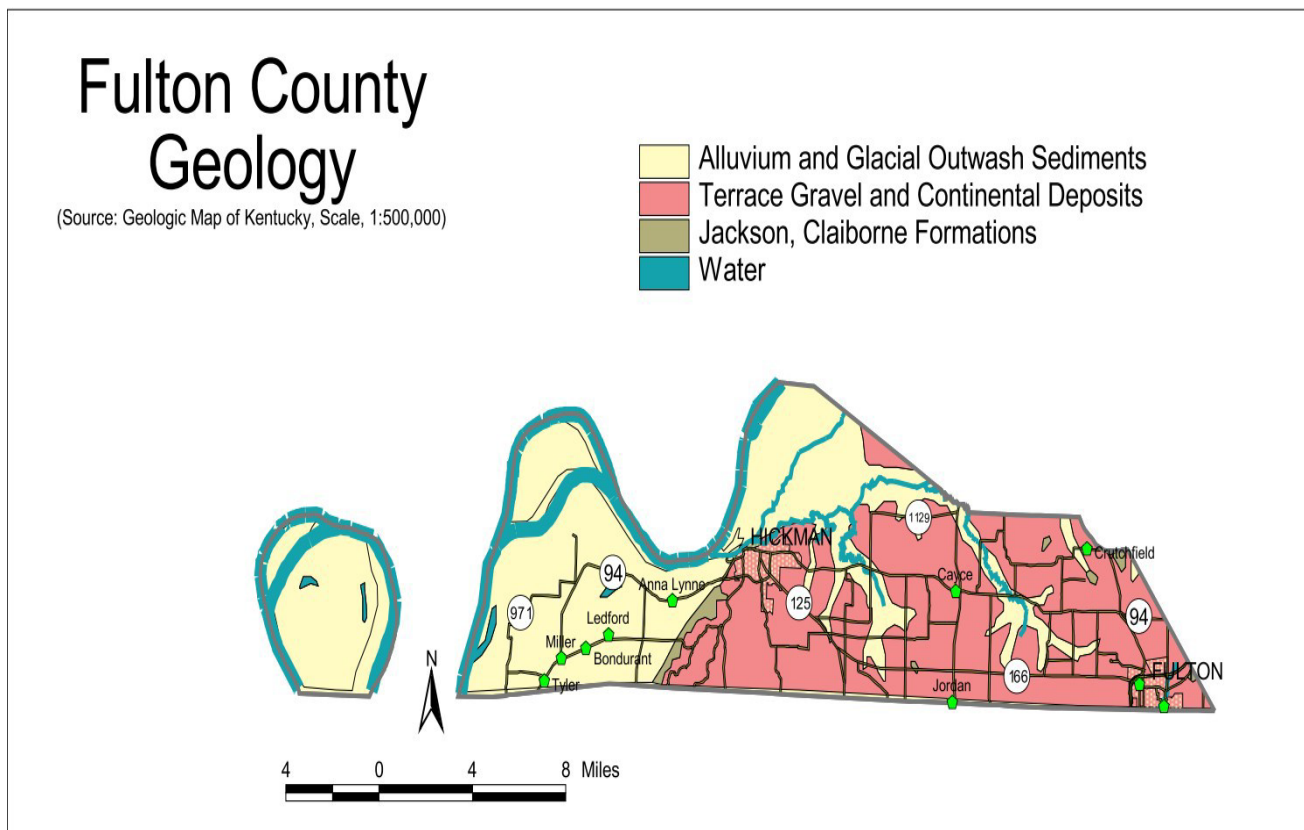 Fulton County
Geology
(Source: Geologic Map of Kentucky, Scale, 1:500,000)
Alluvium and Glacial Outwash Sediments
Terrace Gravel and Continental Deposits
Jackson, Claiborne Formations
Water
1129
HICKMAN
Crutchfield
94
Anna Lynne
Cayce
971
125
94
Ledford
Miller
Bondurant
N
166
FULTON
Tyler
Jordan
4 0 4 8 Miles